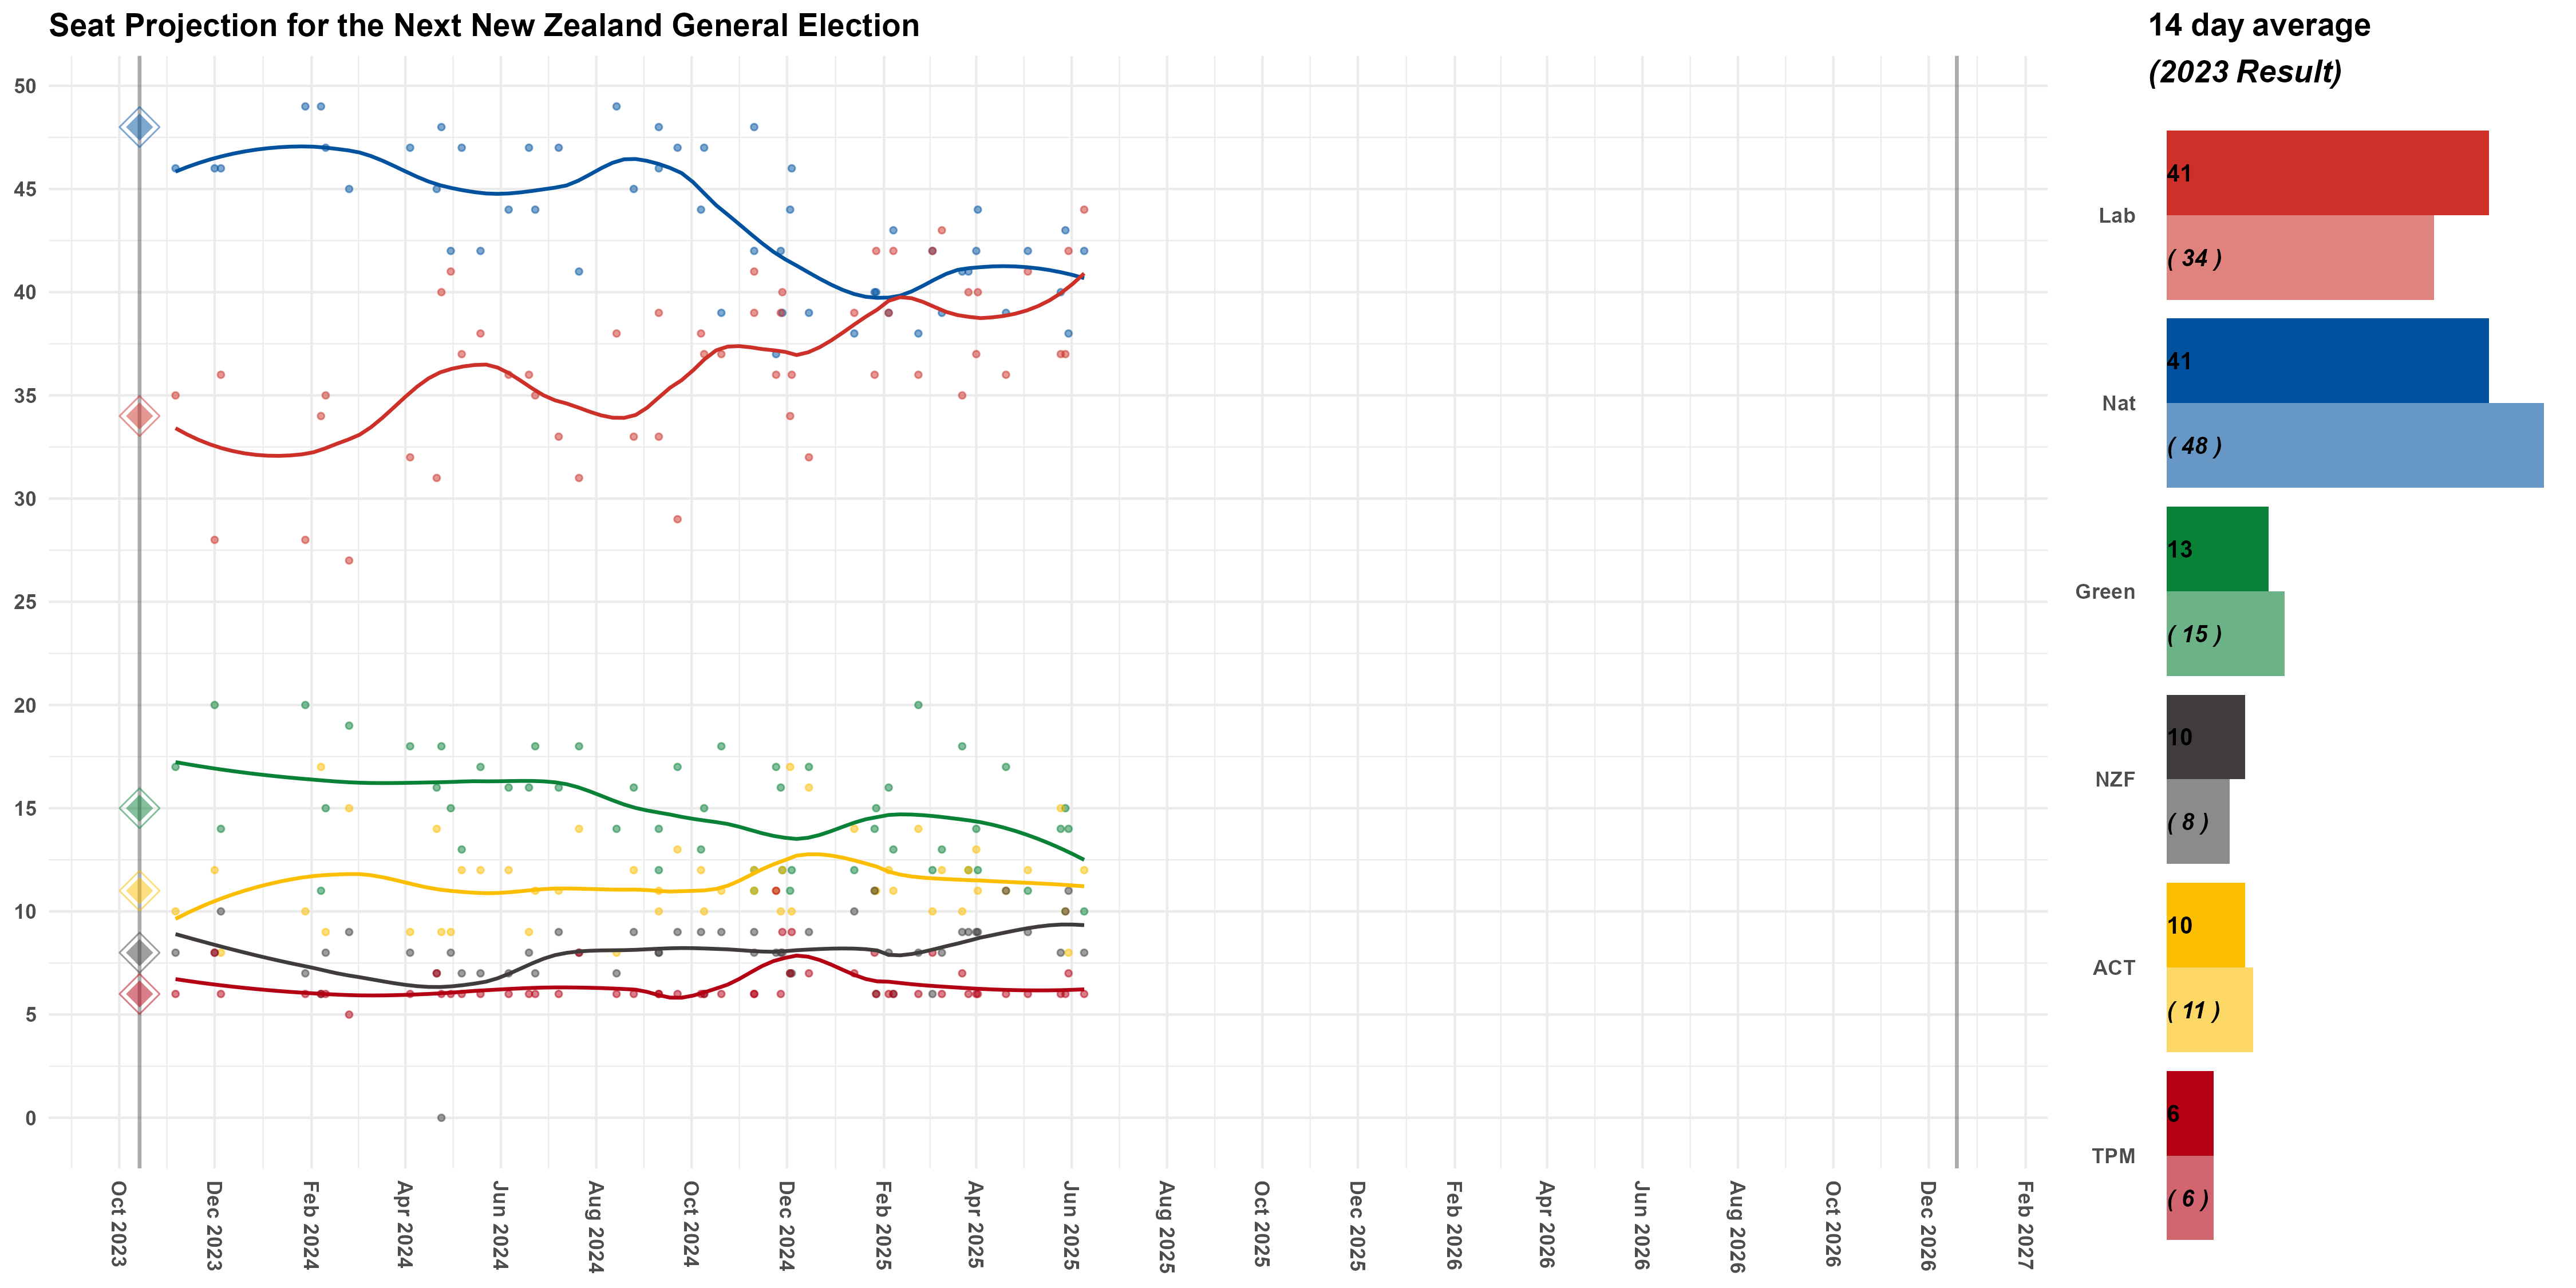 Seat Projection for the Next New Zealand General Election
14 day average
(2023 Result)
50
45
40
35
30
25
20
15
10
5
0
Oct 2023
Dec 2023
Feb 2024
Apr 2024
Jun 2024
Aug 2024
Oct 2024
Dec 2024
Feb 2025
Apr 2025
Jun 2025
Aug 2025
Oct 2025
Dec 2025
Feb 2026
Apr 2026
Jun 2026
Aug 2026
Oct 2026
Dec 2026
Feb 2027
41
Lab
( 34 )
41
Nat
( 48 )
13
Green
( 15 )
10
NZF
( 8 )
10
ACT
( 11 )
6
TPM
( 6 )